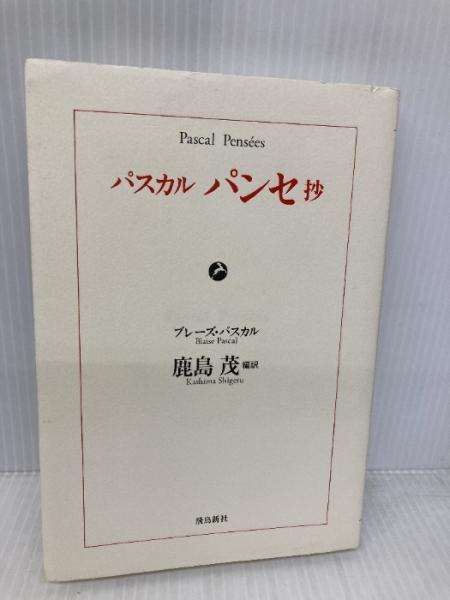 Pascal Pensées
パスカル パンセ抄
ブレーズ・パスカル
Blaise Pascal
鹿島 茂 編訳
Kashima Shigeru
飛鳥新社